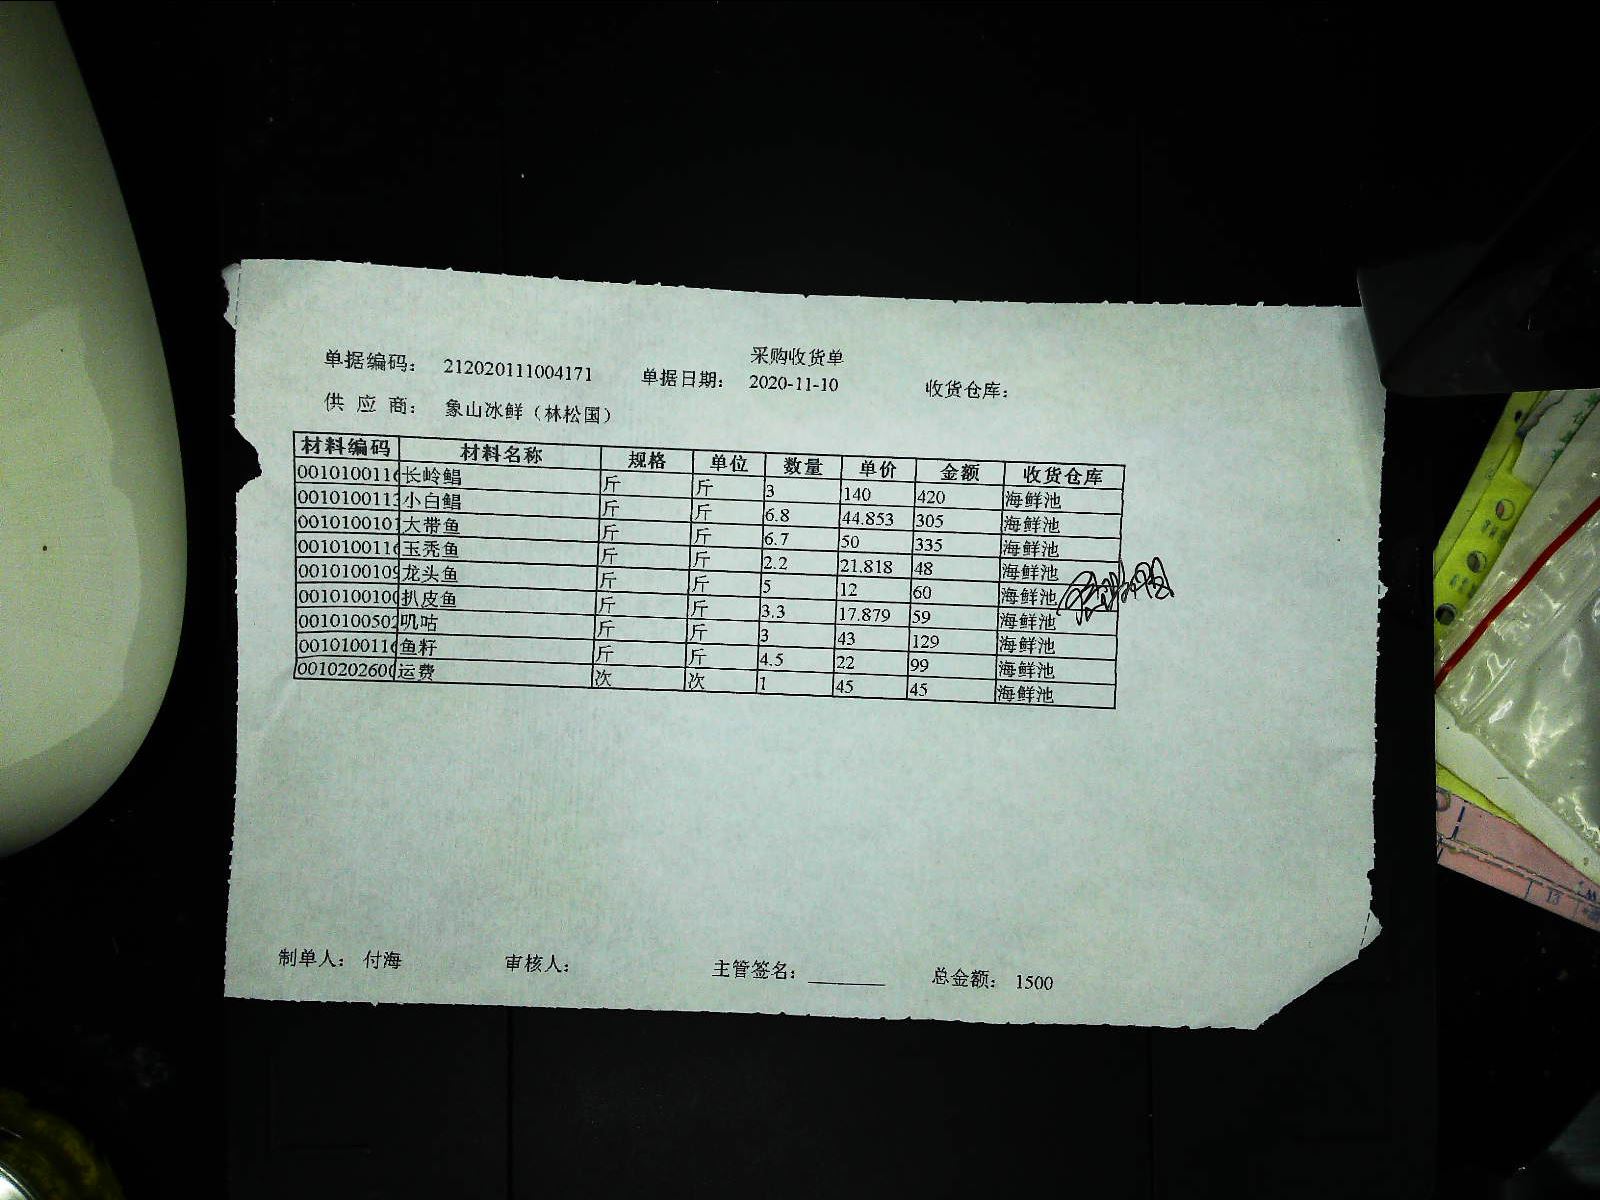 采购收货单
单据编码： 212020111004171 单据日期： 2020-11-10 收货仓库：
供 应 商： 象山冰鲜（林松国）
材料编码 材料名称 规格 单位 数量 单价 金额 收货仓库
001010011 长岭鲳 斤 斤 3 140 420 海鲜池
001010011 小白鲳 斤 斤 6.8 44.853 305 海鲜池
001010010 大带鱼 斤 斤 6.7 50 335 海鲜池
001010011 玉秃鱼 斤 斤 2.2 21.818 48 海鲜池
001010010 龙头鱼 斤 斤 5 12 60 海鲜池
001010010 扒皮鱼 斤 斤 3.3 17.879 59 海鲜池
001010050 叽咕 斤 斤 3 43 129 海鲜池
001010011 鱼籽 斤 斤 4.5 22 99 海鲜池
001020260 运费 次 次 1 45 45 海鲜池
制单人： 付海 审核人： 主管签名： 总金额： 1500